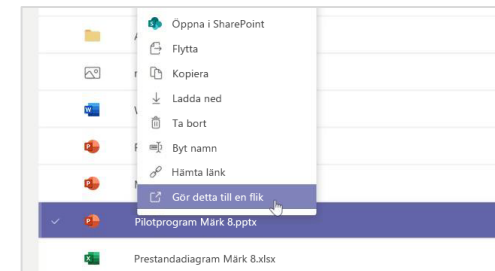 Öppna i SharePoint
Flytta
Kopiera
Ladda ned
Ta bort
Byt namn
Hämta länk
Gör detta till en flik
Pilotprogram Märk 8.pptx
Prestandadiagram Märk 8.xlsx